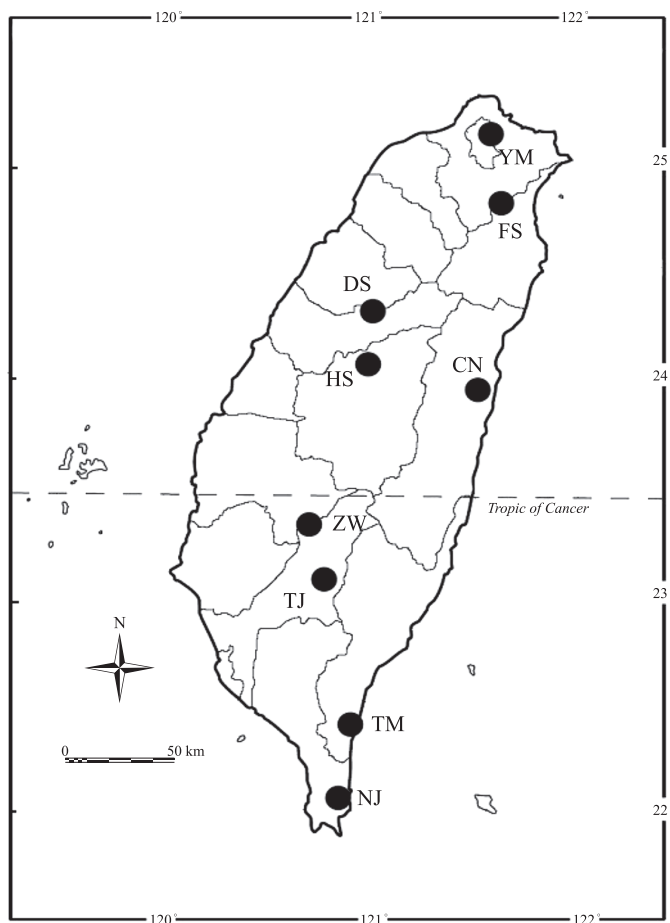 120° 121° 122°
YM
25
FS
DS
CN
HS
24
Tropic of Cancer
ZW
23
TJ
N
TM
0 50 km
NJ
22
120° 121° 122°